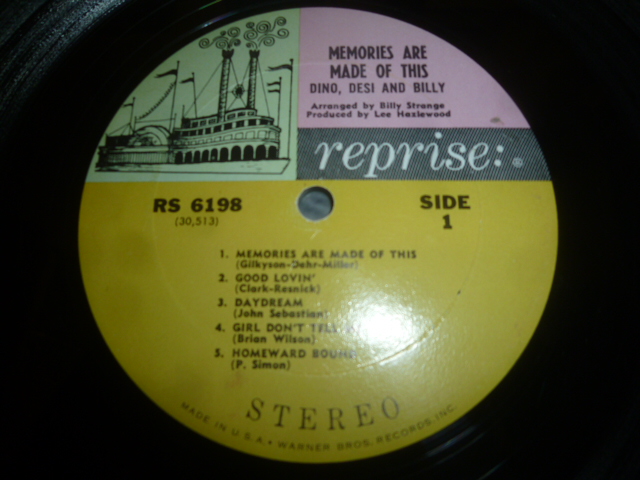 MEMORIES ARE
MADE OF THIS
DINO, DESI AND BILLY
Arranged by Billy Strange
Produced by Lee Hazlewood
reprise: ®
RS 6198
(30,513)
SIDE
1
1. MEMORIES ARE MADE OF THIS
(Gilkyson-Dehr-Miller)
2. GOOD LOVIN'
(Clark-Resnick)
3. DAYDREAM
(John Sebastian)
4. GIRL DON'T TELL
(Brian Wilson)
5. HOMEWARD BOUND
(P. Simon)
STEREO
MADE IN U.S.A. • WARNER BROS. RECORDS, INC.